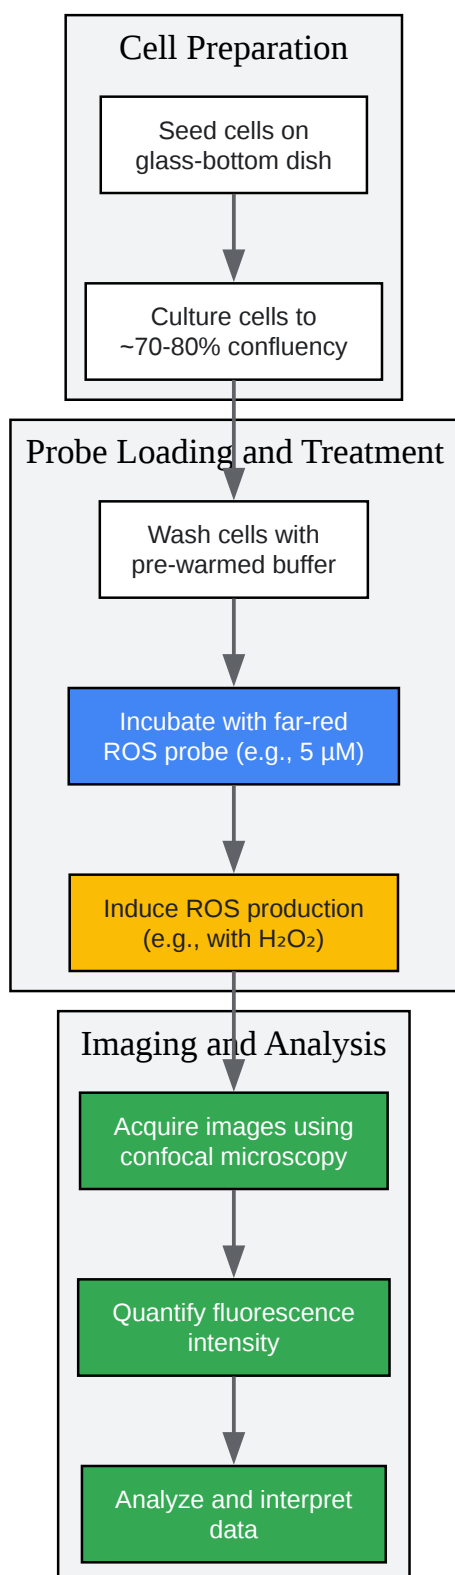 Cell Preparation
Seed cells on
glass-bottom dish
Culture cells to
~70-80% confluency
Probe Loading and Treatment
Wash cells with
pre-warmed buffer
Incubate with far-red
ROS probe (e.g., 5 µM)
Induce ROS production
(e.g., with H₂O₂)
Imaging and Analysis
Acquire images using
confocal microscopy
Quantify fluorescence
intensity
Analyze and interpret
data